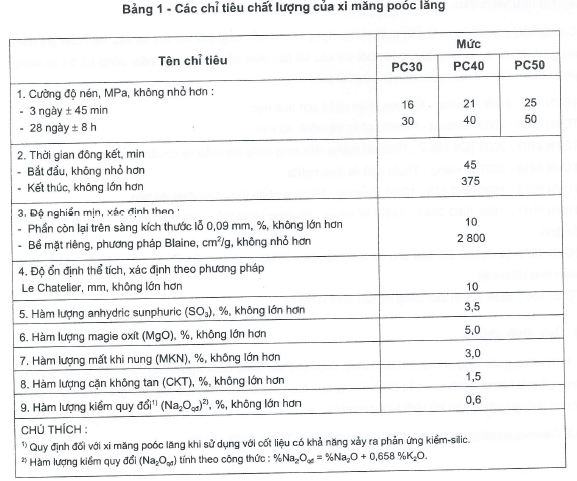 Bảng 1 - Các chỉ tiêu chất lượng của xi măng poóc lăng
Tên chỉ tiêu
Mức
PC30 PC40 PC50
1. Cường độ nén, MPa, không nhỏ hơn :
- 3 ngày ± 45 min 16 21 25
- 28 ngày ± 8 h 30 40 50
2. Thời gian đông kết, min
- Bắt đầu, không nhỏ hơn 45
- Kết thúc, không lớn hơn 375
3. Độ nghiền mịn, xác định theo :
- Phần còn lại trên sàng kích thước lỗ 0,09 mm, %, không lớn hơn 10
- Bề mặt riêng, phương pháp Blaine, cm²/g, không nhỏ hơn 2 800
4. Độ ổn định thể tích, xác định theo phương pháp
Le Chatelier, mm, không lớn hơn 10
5. Hàm lượng anhydric sunphuric (SO₃), %, không lớn hơn 3,5
6. Hàm lượng magie oxít (MgO), %, không lớn hơn 5,0
7. Hàm lượng mất khi nung (MKN), %, không lớn hơn 3,0
8. Hàm lượng cặn không tan (CKT), %, không lớn hơn 1,5
9. Hàm lượng kiềm quy đổi¹⁾ (Na₂Oqđ)²⁾, %, không lớn hơn 0,6
CHÚ THÍCH :
¹⁾ Quy định đối với xi măng poóc lăng khi sử dụng với cốt liệu có khả năng xảy ra phản ứng kiềm-silic.
²⁾ Hàm lượng kiềm quy đổi (Na₂Oqđ) tính theo công thức : %Na₂Oqđ = %Na₂O + 0,658 %K₂O.